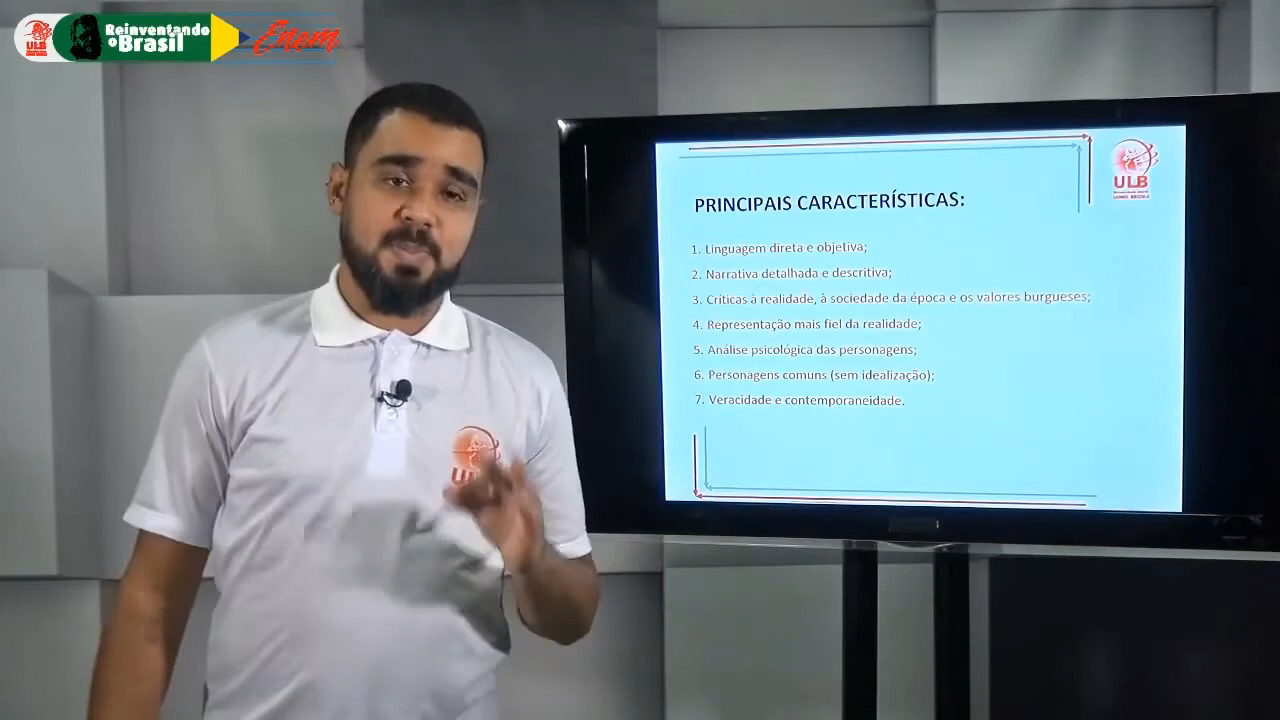 ULB
Reinventando
o Brasil
Enem
ULB
PRINCIPAIS CARACTERÍSTICAS:
1. Linguagem direta e objetiva;
2. Narrativa detalhada e descritiva;
3. Críticas à realidade, à sociedade da época e os valores burgueses;
4. Representação mais fiel da realidade;
5. Análise psicológica das personagens;
6. Personagens comuns (sem idealização);
7. Veracidade e contemporaneidade.